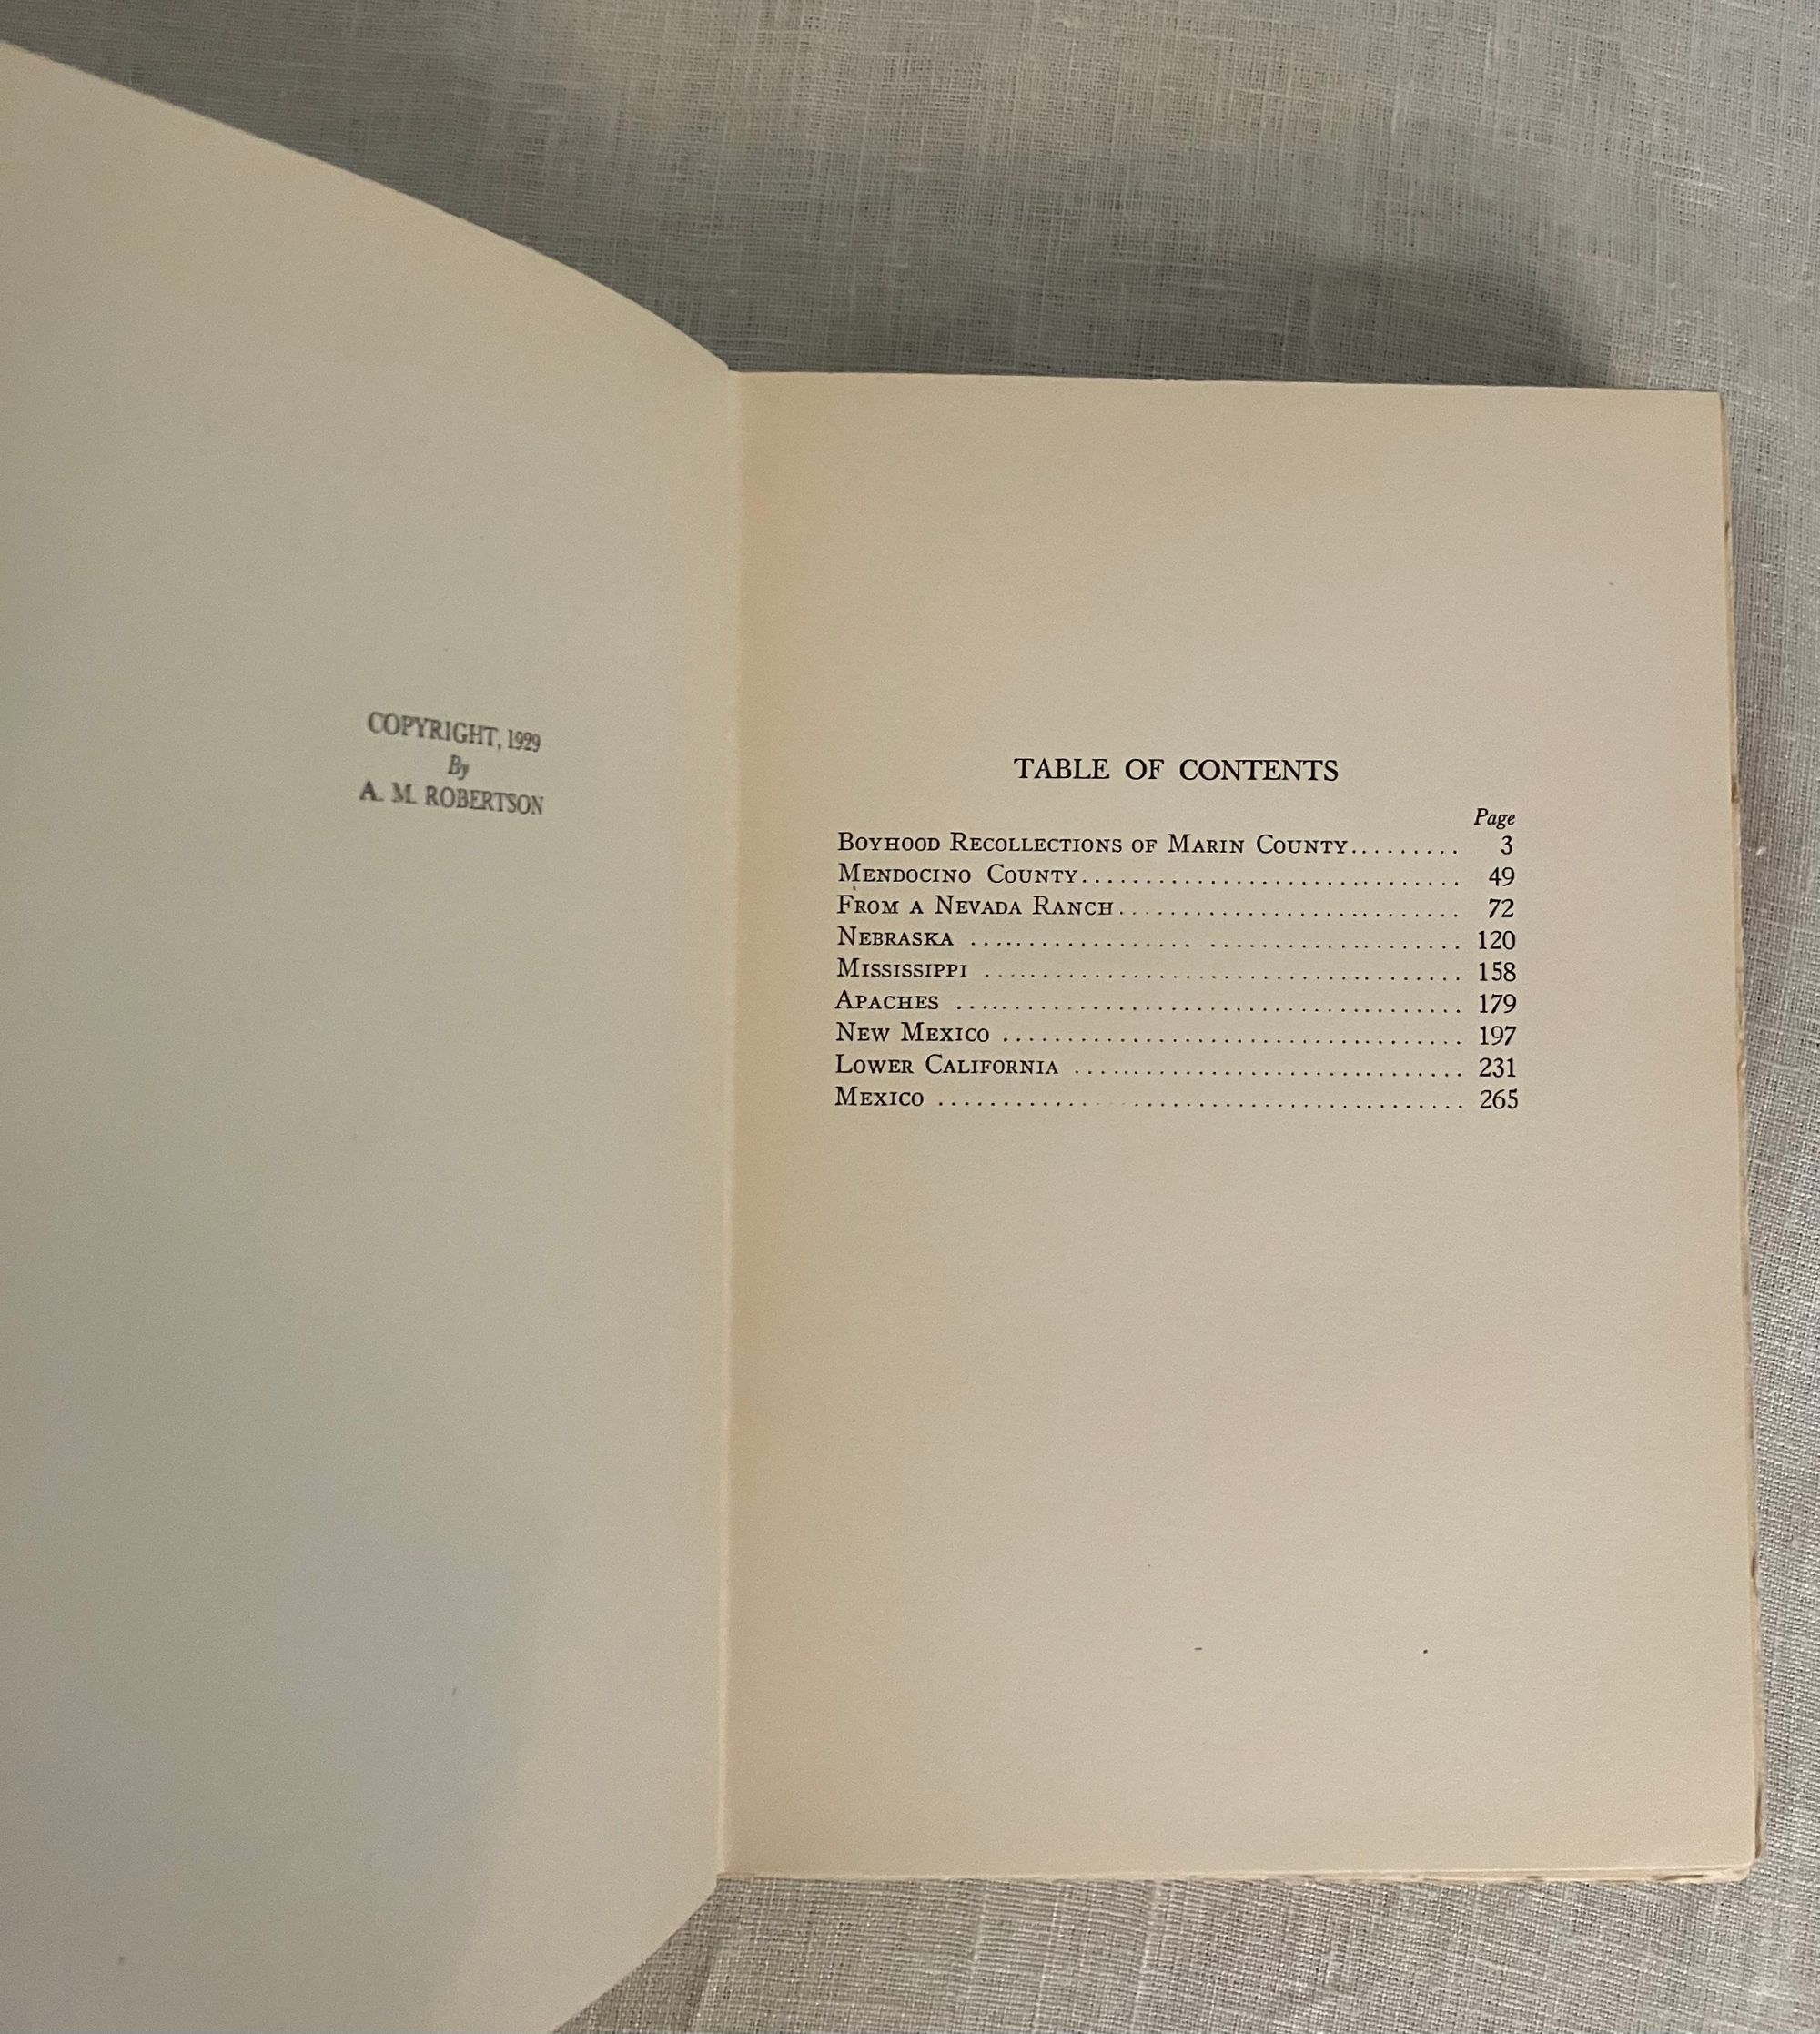 COPYRIGHT, 1929
By
A. M. ROBERTSON
TABLE OF CONTENTS
Page
BOYHOOD RECOLLECTIONS OF MARIN COUNTY......... 3
MENDOCINO COUNTY.............................. 49
FROM A NEVADA RANCH........................... 72
NEBRASKA ....................................... 120
MISSISSIPPI ...................................... 158
APACHES ........................................ 179
NEW MEXICO .................................... 197
LOWER CALIFORNIA ............................... 231
MEXICO ......................................... 265